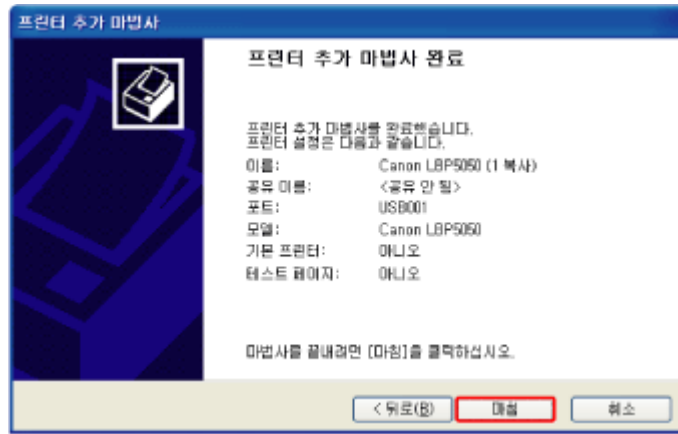 프린터 추가 마법사
프린터 추가 마법사 완료
프린터 추가 마법사를 완료했습니다.
프린터 설정은 다음과 같습니다.
이름: Canon LBP5050 (1 복사)
공유 이름: <공유 안 됨>
포트: USB001
모델: Canon LBP5050
기본 프린터: 아니오
테스트 페이지: 아니오
마법사를 끝내려면 [마침]을 클릭하십시오.
< 뒤로(B) 마침 취소